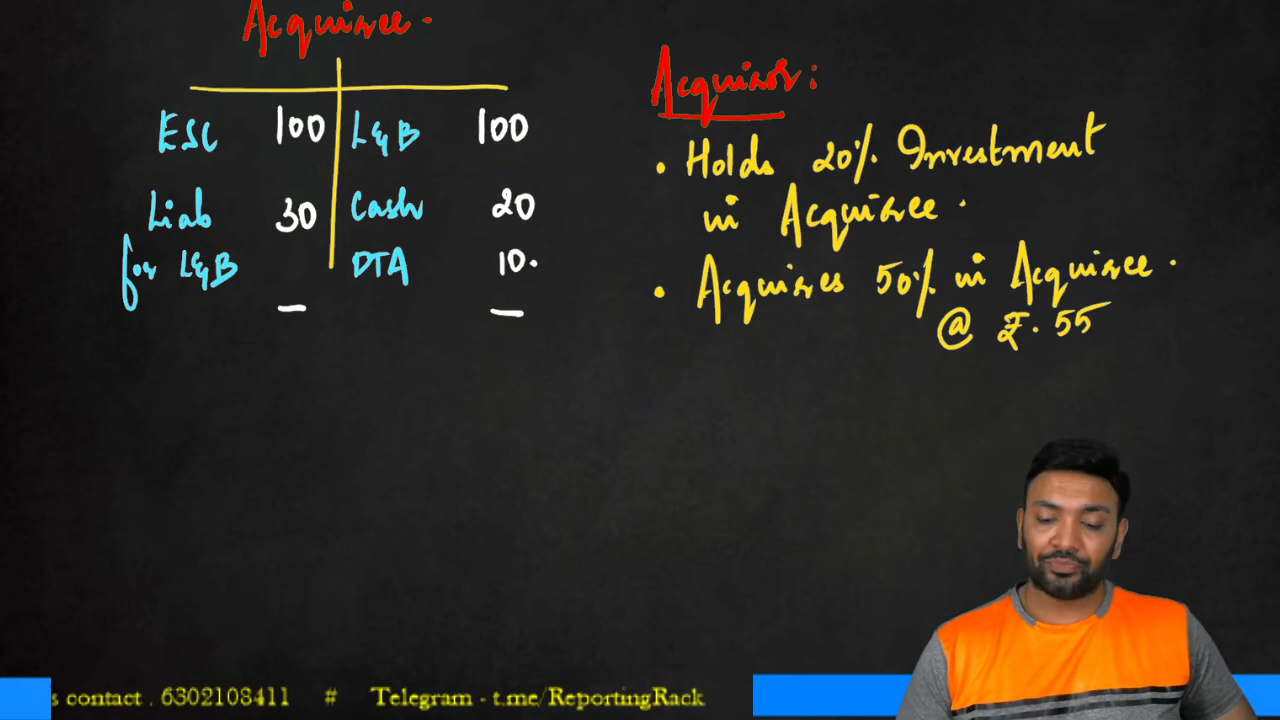 Acquiree.
ESC 100 L&B 100
Liab 30 Cash 20
for L&B DTA 10.
Acquiror:
• Holds 20% Investment
in Acquiree.
• Acquires 50% in Acquiree.
@ ₹. 55
s contact . 6302108411 # Telegram - t.me/ReportingRack